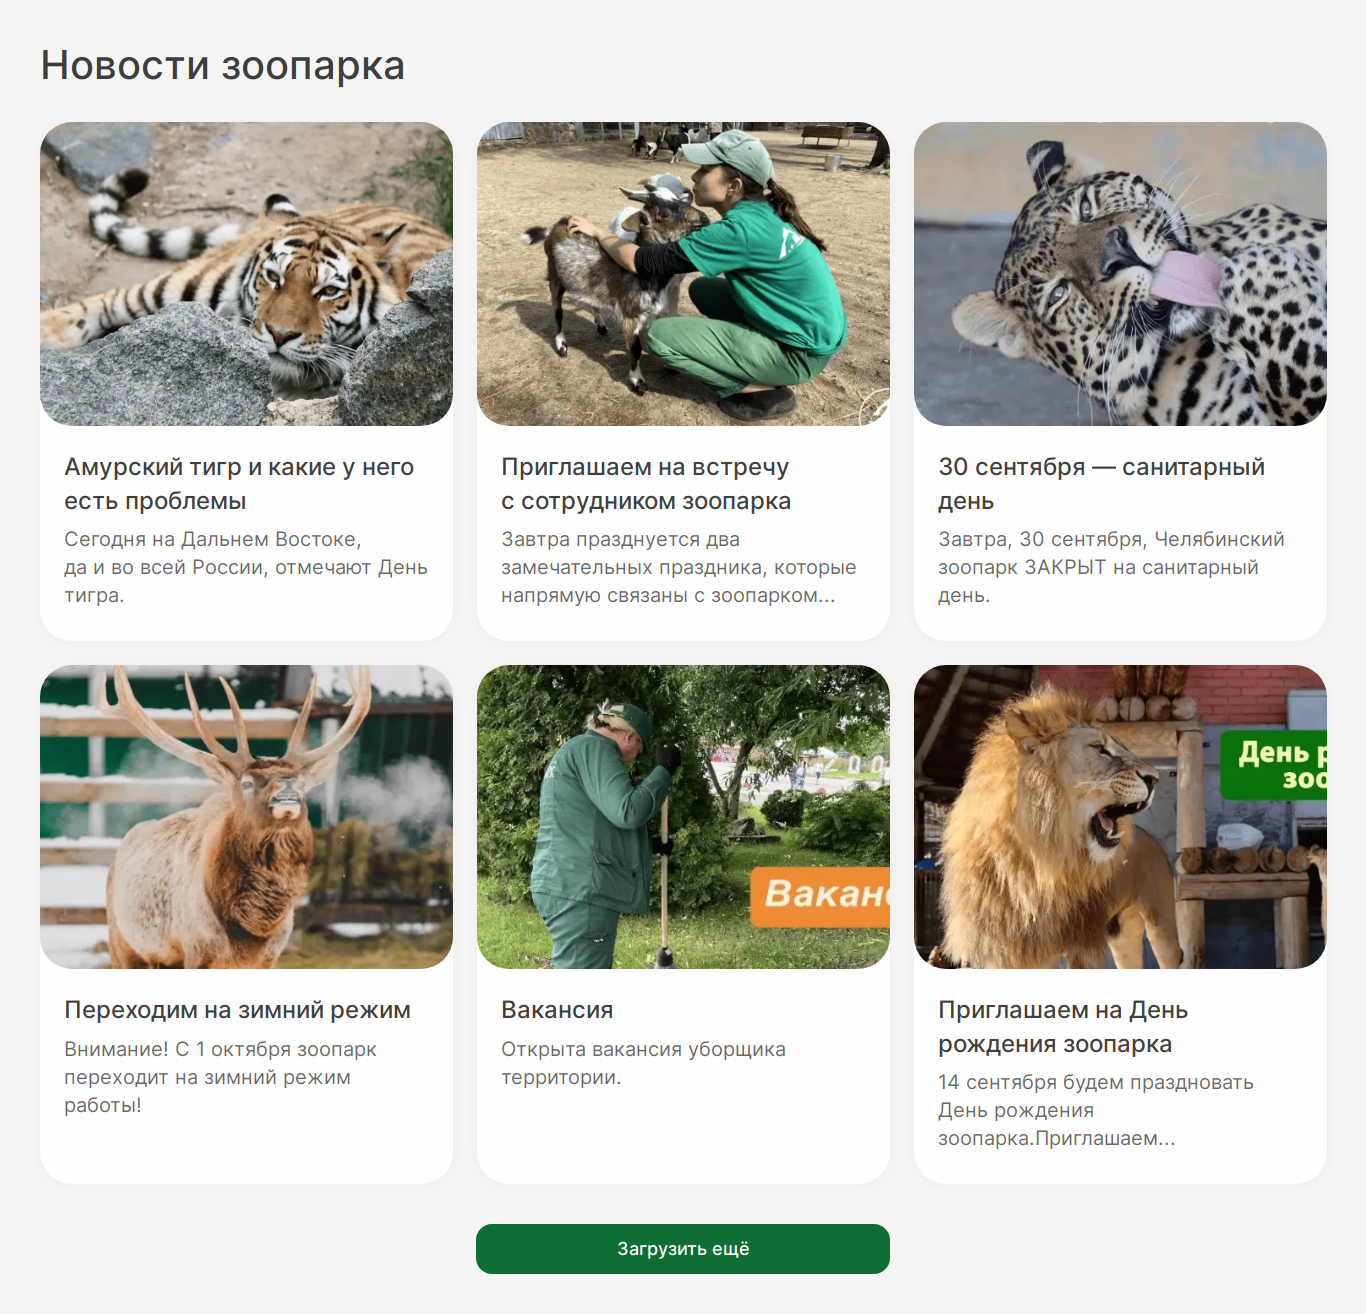 Новости зоопарка
Амурский тигр и какие у него
есть проблемы
Сегодня на Дальнем Востоке,
да и во всей России, отмечают День
тигра.
Приглашаем на встречу
с сотрудником зоопарка
Завтра празднуется два
замечательных праздника, которые
напрямую связаны с зоопарком...
30 сентября — санитарный
день
Завтра, 30 сентября, Челябинский
зоопарк ЗАКРЫТ на санитарный
день.
Переходим на зимний режим
Внимание! С 1 октября зоопарк
переходит на зимний режим
работы!
ZOO
Вакан
Вакансия
Открыта вакансия уборщика
территории.
День р
зоо
Приглашаем на День
рождения зоопарка
14 сентября будем праздновать
День рождения
зоопарка.Приглашаем...
Загрузить ещё